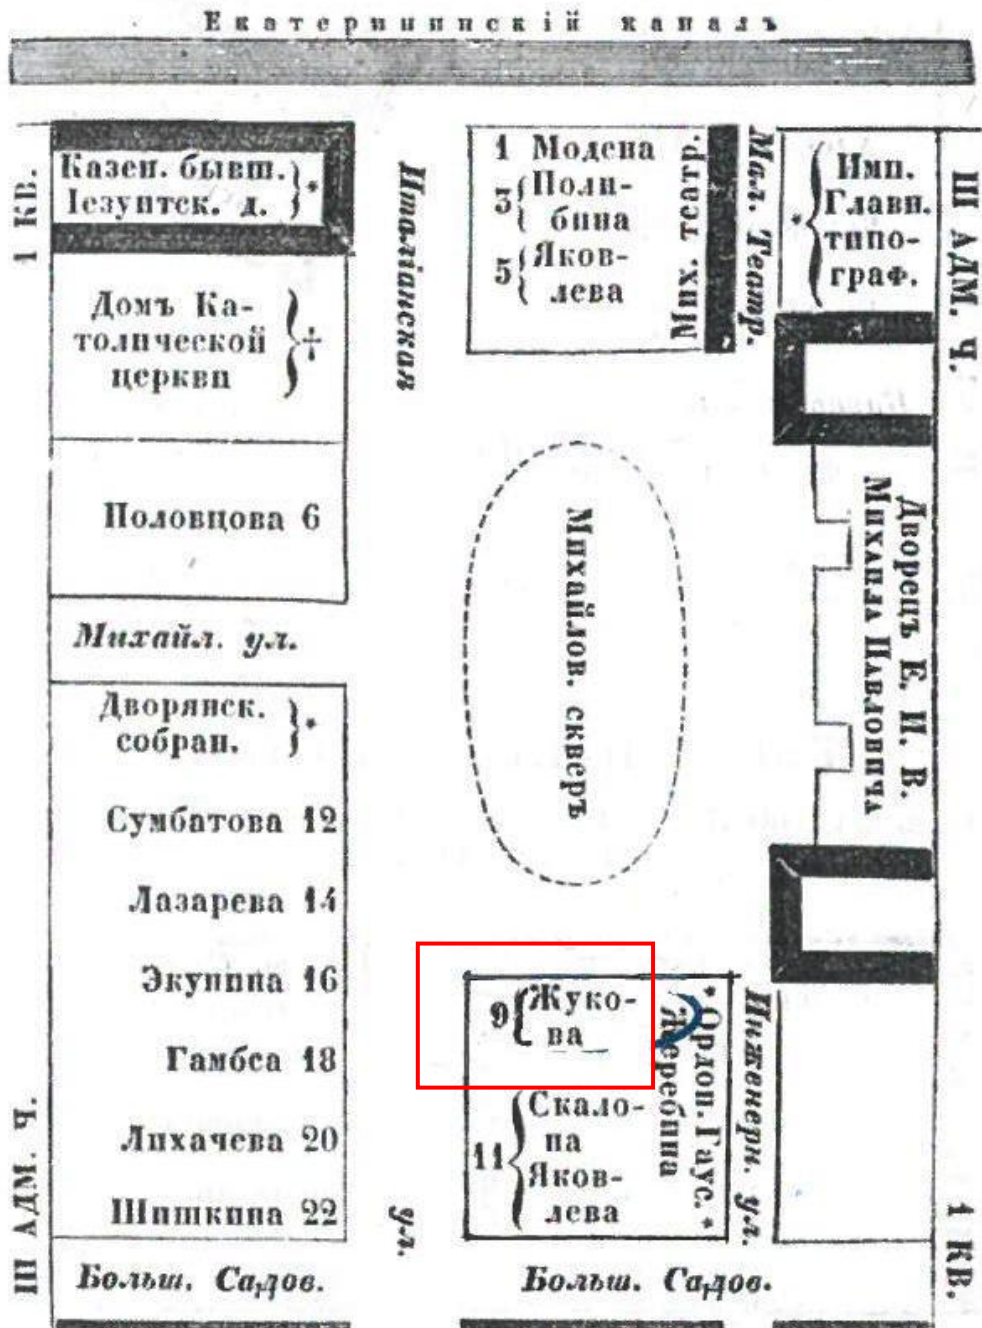 Екатерининскій каналъ
1 КВ.
Казен. бывш.
Іезуитск. д. *
Домъ Ка-
толической
церкви †
Половцова 6
Михайл. ул.
Дворянск.
собран. *
Сумбатова 12
Лазарева 14
Экунина 16
Гамбса 18
Лихачева 20
Шишкина 22
III АДМ. Ч.
Больш. Садов.
Италіанская
ул.
1 Модена
3 Поли-
бина
5 Яков-
лева
Мих. театр.
Мал. Театр.
* Имп.
Главн.
типо-
граф.
III АДМ. Ч.
Михайлов. скверъ
Дворецъ Е. И. В.
Михаила Павловича
9 Жуко-
ва
11 Скало-
на
Яков-
лева
* Ордон. Гаус. *
Жеребина
Инженерн. ул.
Больш. Садов.
1 КВ.